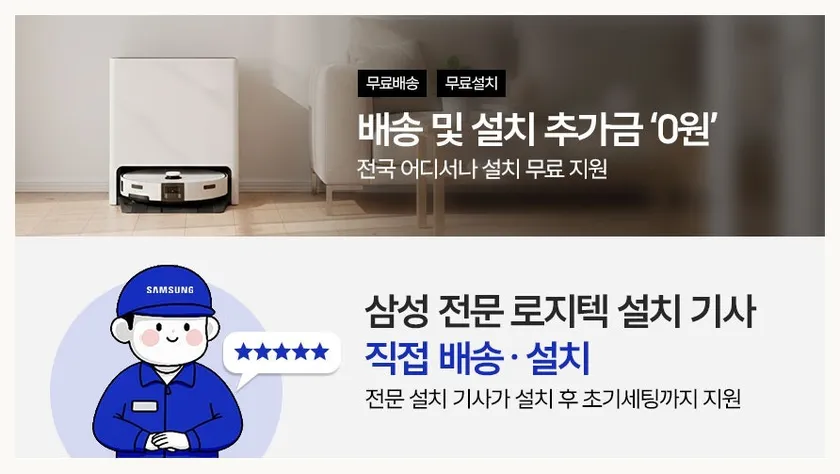 무료배송 무료설치
배송 및 설치 추가금 ‘0원’
전국 어디서나 설치 무료 지원
SAMSUNG
삼성 전문 로지텍 설치 기사
직접 배송·설치
전문 설치 기사가 설치 후 초기세팅까지 지원